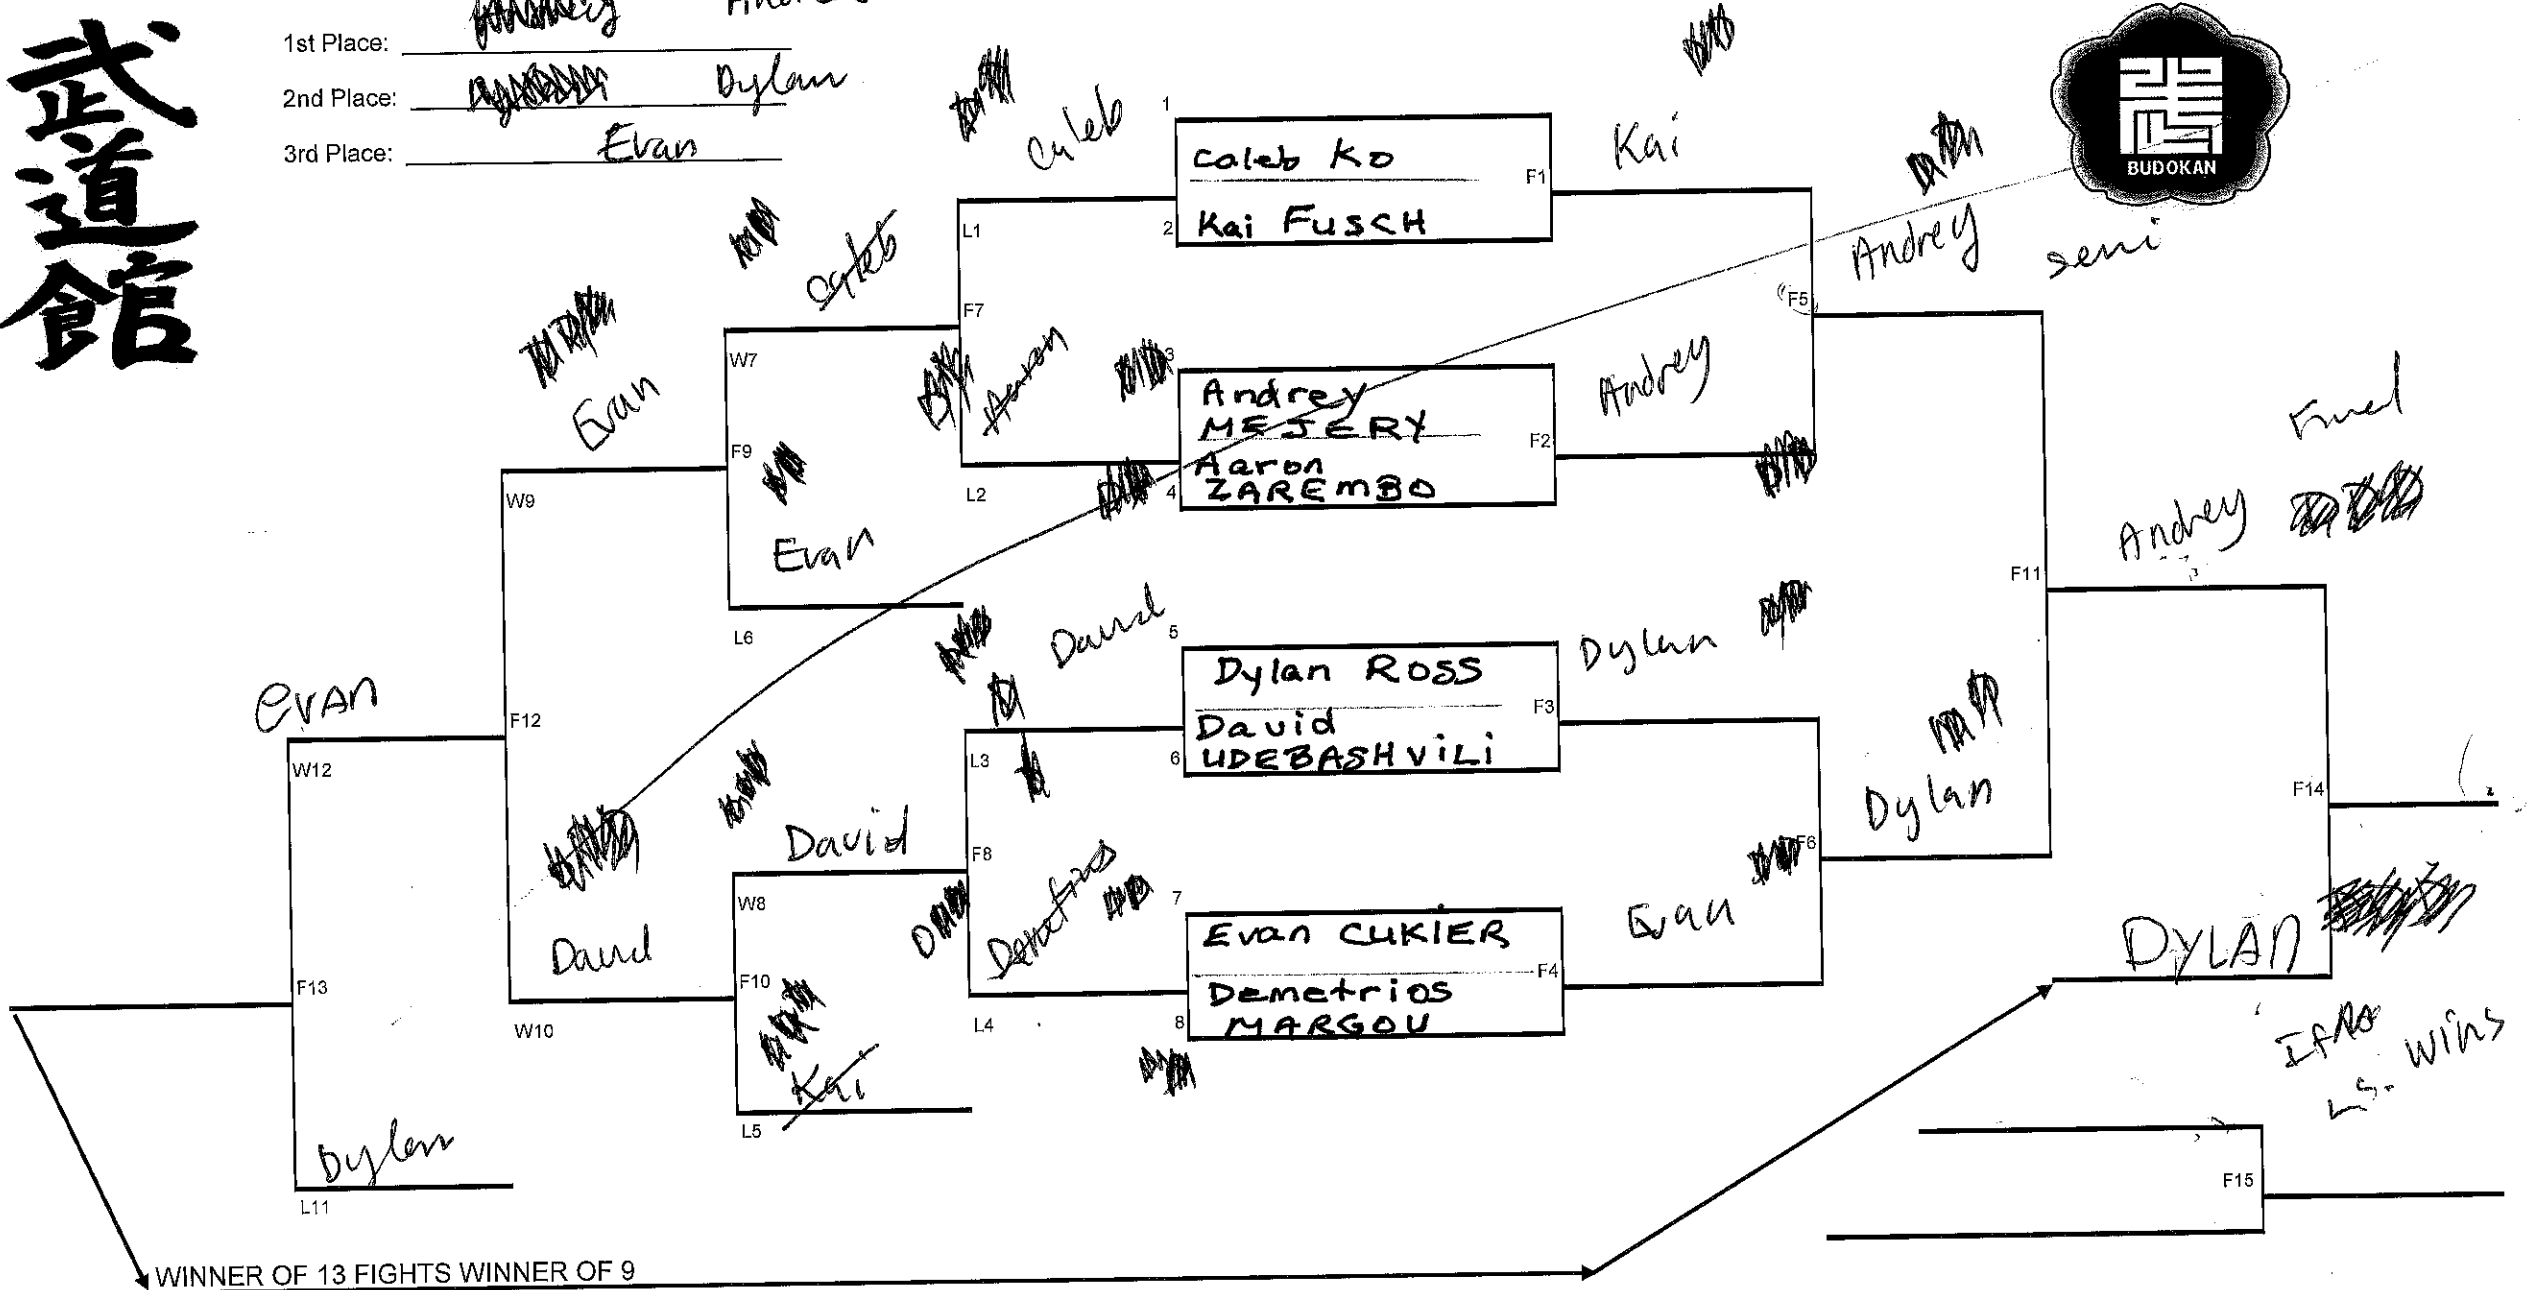 武道館
1st Place: Andrey
2nd Place: Dylan
3rd Place: Evan
BUDOKAN
Caleb
1
Caleb Ko
Kai
F1
2
Kai FUSCH
L1
Caleb
Andrey
semi
F7
F5
W7
Evan
Aaron
3
Andrey
MEJERY
Andrey
F2
Aaron
ZAREMBO
4
L2
F9
Final
W9
Evan
Andrey
F11
L6
David
5
Dylan ROSS
Dylan
F3
David
UDEBASHViLi
6
L3
Evan
F12
W12
David
Dylan
F14
F8
F6
W8
Demetrios
7
Evan CUKIER
Evan
F4
Demetrios
MARGOU
8
L4
David
DYLAN
F10
F13
W10
Kai
L5
wins
Dylan
L11
F15
WINNER OF 13 FIGHTS WINNER OF 9